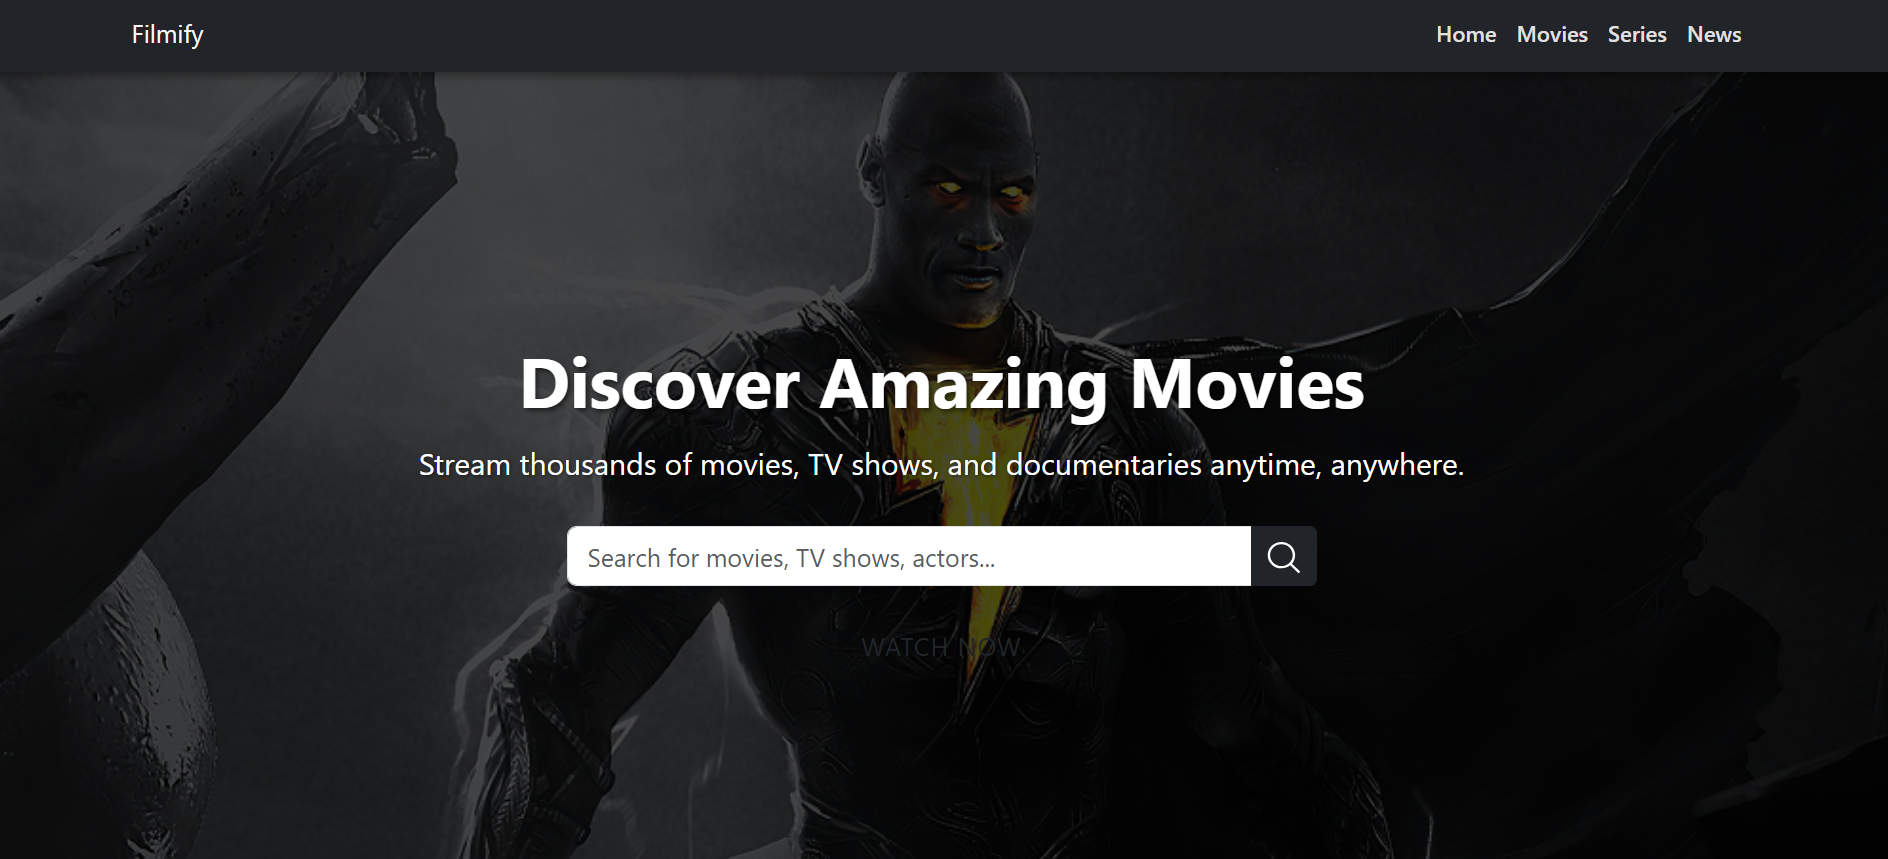 Filmify
Home Movies Series News
Discover Amazing Movies
Stream thousands of movies, TV shows, and documentaries anytime, anywhere.
Search for movies, TV shows, actors...
WATCH NOW